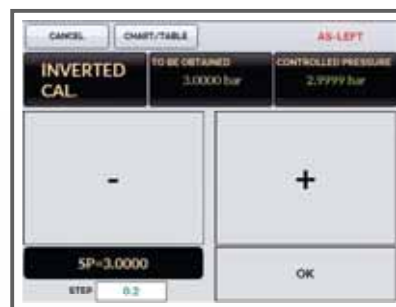 CANCEL
CHART/TABLE
AS-LEFT
INVERTED
CAL.
TO BE OBTAINED
3.0000 bar
CONTROLLED PRESSURE
2.9999 bar
-
+
SP=3.0000
STEP
0.2
OK